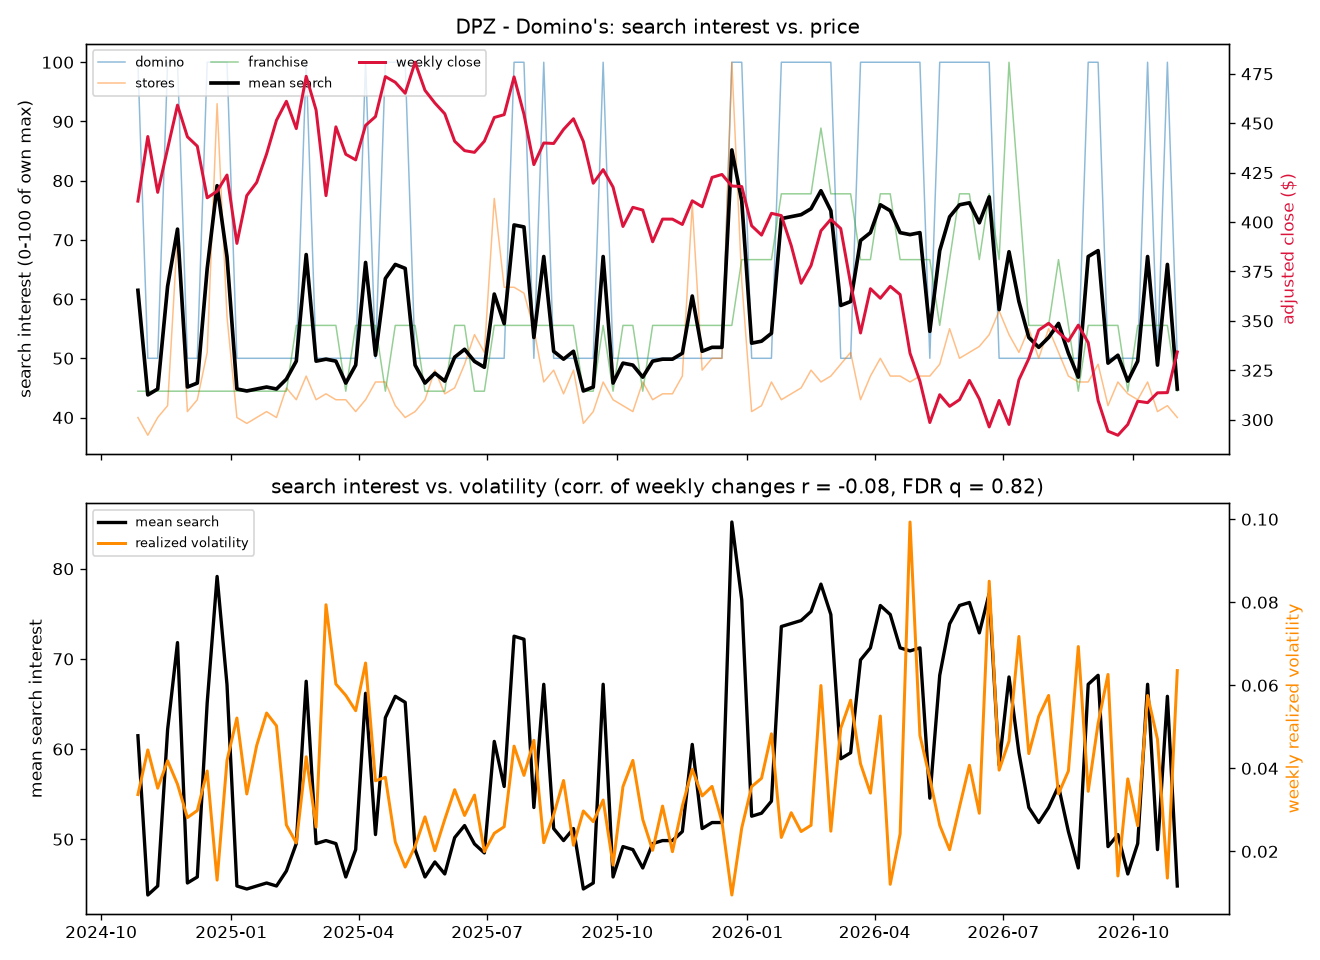 DPZ - Domino's: search interest vs. price
domino
stores
franchise
mean search
weekly close
search interest (0-100 of own max)
100
90
80
70
60
50
40
adjusted close ($)
475
450
425
400
375
350
325
300
search interest vs. volatility (corr. of weekly changes r = -0.08, FDR q = 0.82)
mean search
realized volatility
mean search interest
80
70
60
50
weekly realized volatility
0.10
0.08
0.06
0.04
0.02
2024-10
2025-01
2025-04
2025-07
2025-10
2026-01
2026-04
2026-07
2026-10